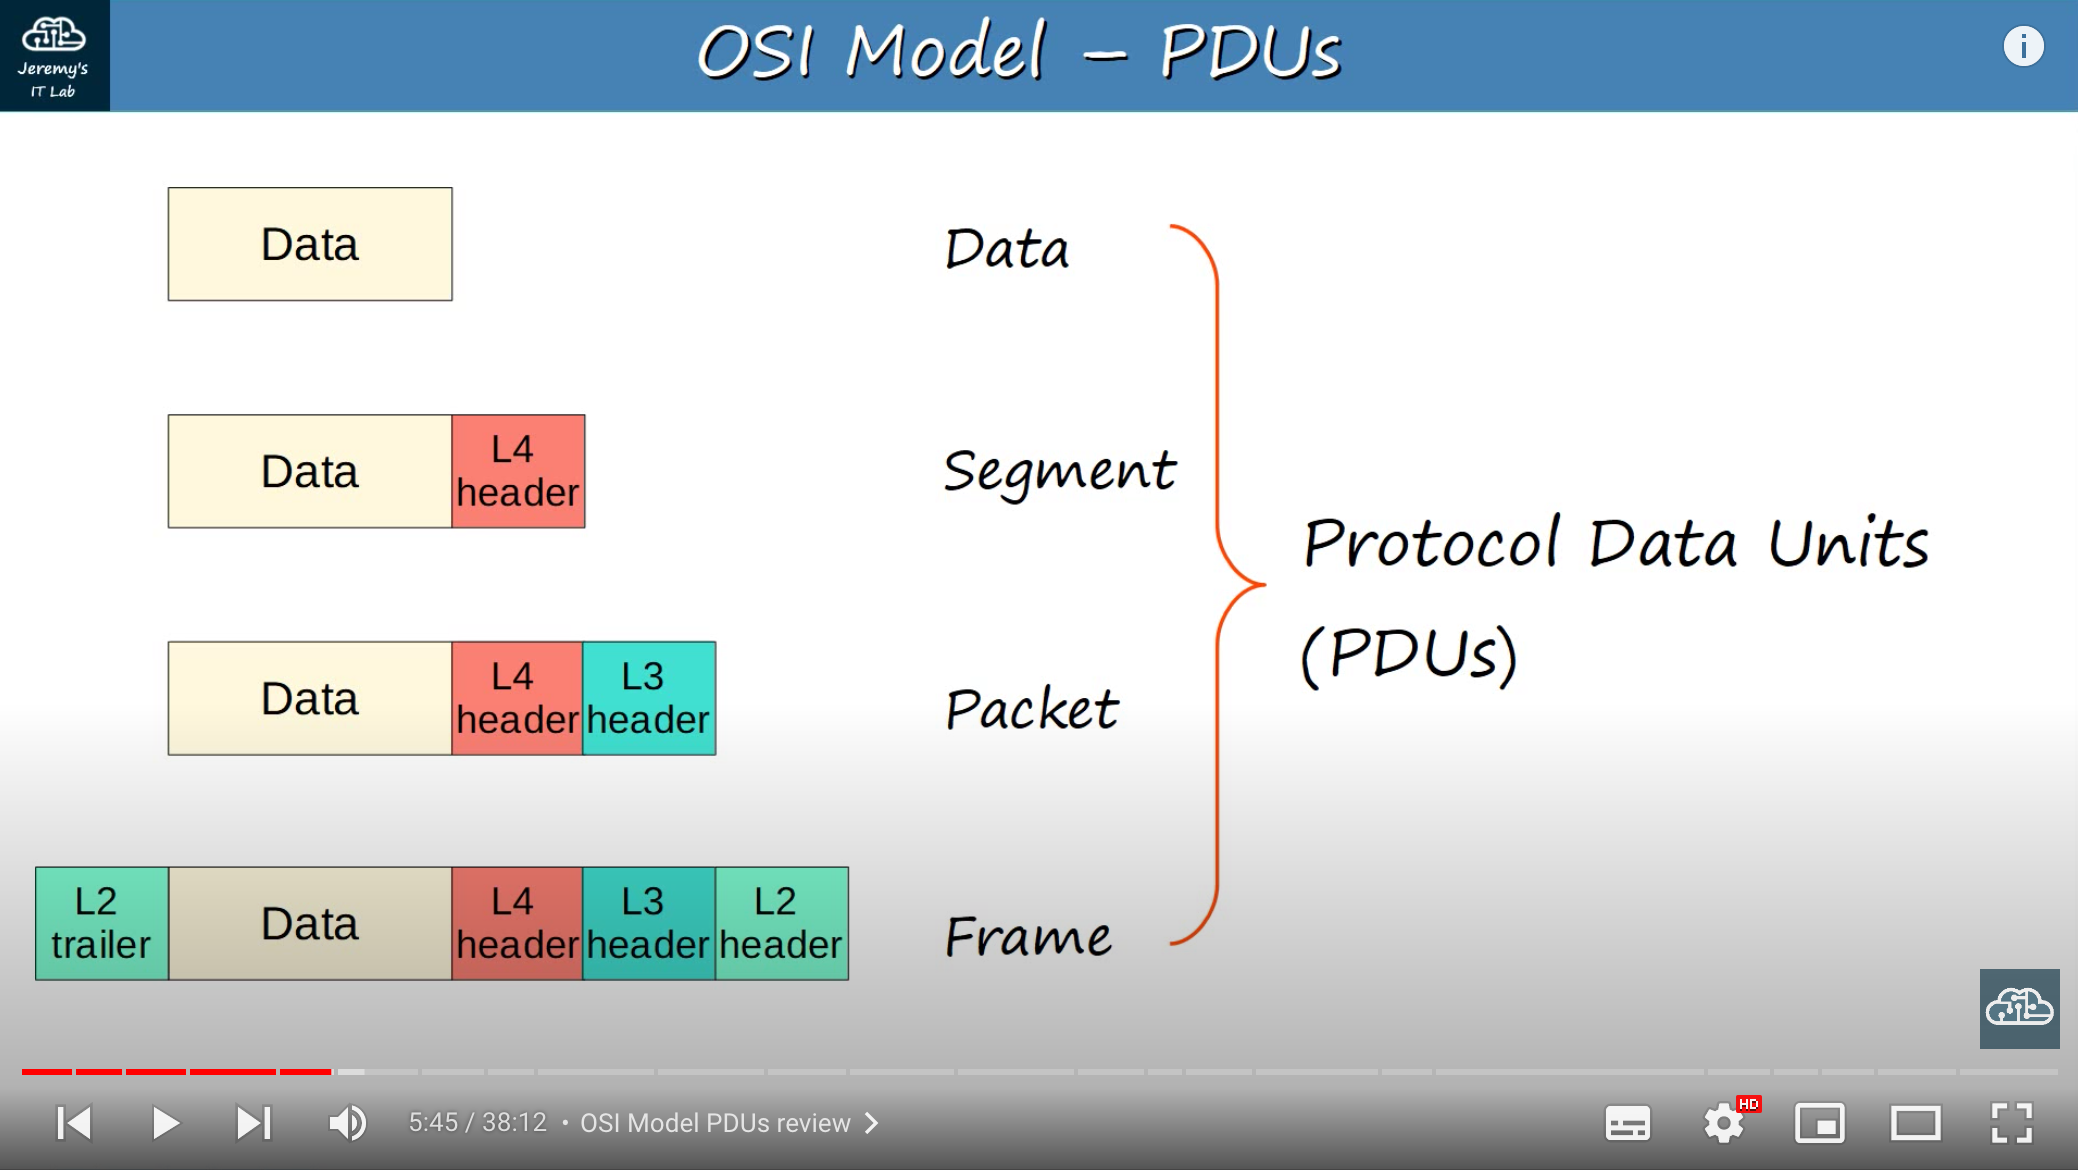 Jeremy's
IT Lab
OSI Model – PDUs
Data
Data
Data
L4
header
Segment
Protocol Data Units
(PDUs)
Data
L4
header
L3
header
Packet
L2
trailer
Data
L4
header
L3
header
L2
header
Frame
5:45 / 38:12 • OSI Model PDUs review
HD